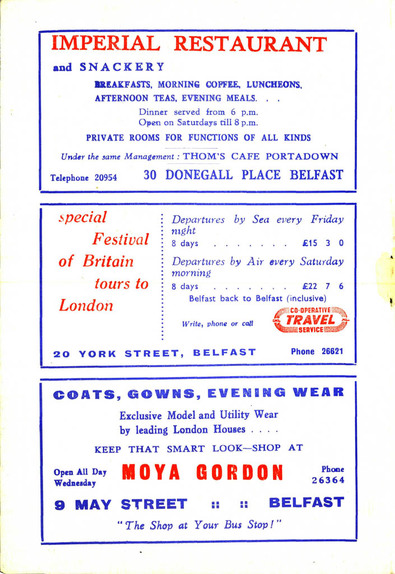 IMPERIAL RESTAURANT
and SNACKERY
BREAKFASTS, MORNING COFFEE, LUNCHEONS,
AFTERNOON TEAS, EVENING MEALS. . .
Dinner served from 6 p.m.
Open on Saturdays till 8 p.m.
PRIVATE ROOMS FOR FUNCTIONS OF ALL KINDS
Under the same Management : THOM'S CAFE PORTADOWN
Telephone 20954 30 DONEGALL PLACE BELFAST
special
Festival
of Britain
tours to
London
Departures by Sea every Friday
night
8 days . . . . . . . £15 3 0
Departures by Air every Saturday
morning
8 days . . . . . . . £22 7 6
Belfast back to Belfast (inclusive)
Write, phone or call
CO-OPERATIVE
TRAVEL
SERVICE
20 YORK STREET, BELFAST Phone 26621
COATS, GOWNS, EVENING WEAR
Exclusive Model and Utility Wear
by leading London Houses . . . .
KEEP THAT SMART LOOK—SHOP AT
Open All Day
Wednesday
MOYA GORDON
Phone
26364
9 MAY STREET :: :: BELFAST
"The Shop at Your Bus Stop!"